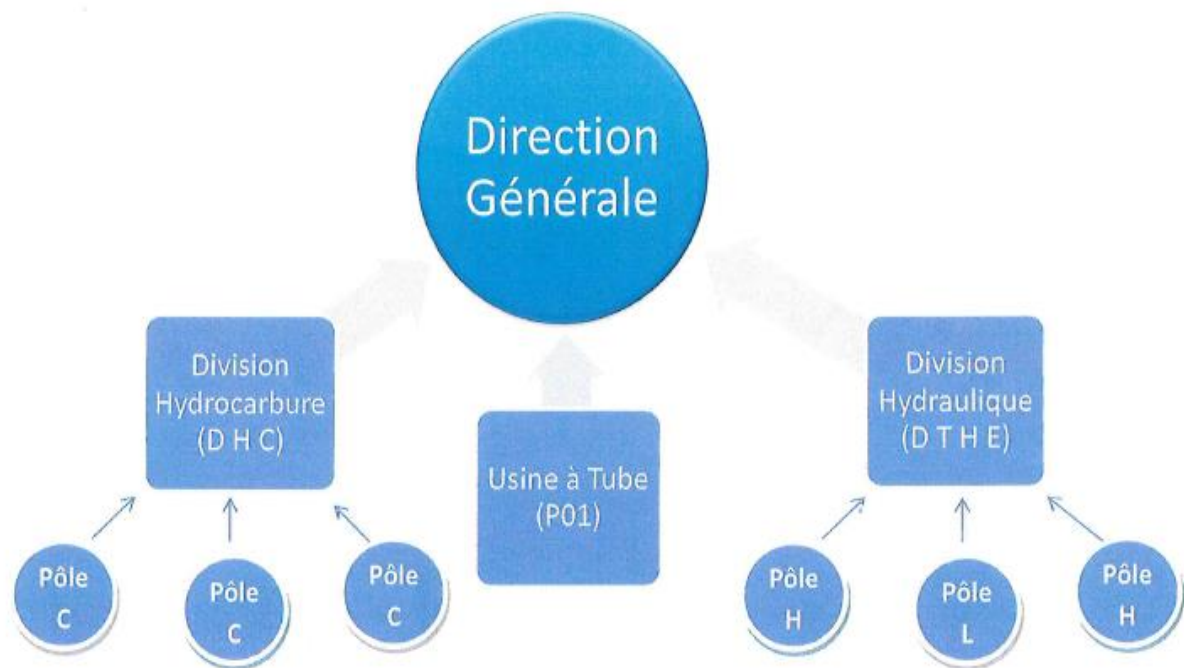 Direction
Générale
Division
Hydrocarbure
(D H C)
Usine à Tube
(P01)
Division
Hydraulique
(D T H E)
Pôle
C
Pôle
C
Pôle
C
Pôle
H
Pôle
L
Pôle
H